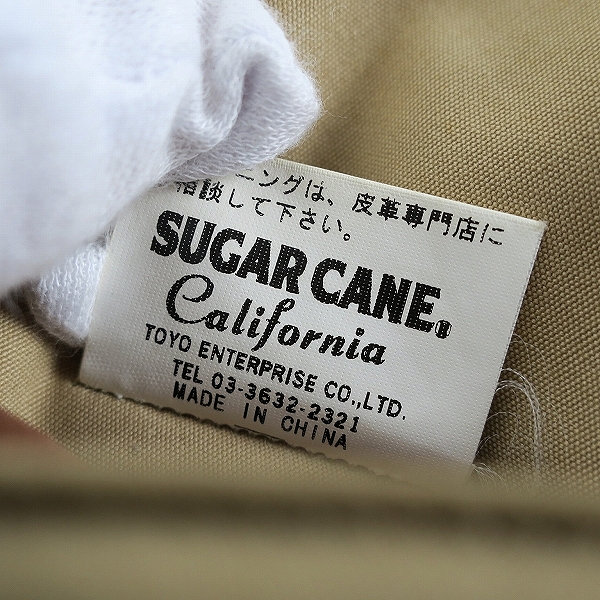 ニングは、皮革専門店に
相談して下さい。
SUGAR CANE®
California
TOYO ENTERPRISE CO.,LTD.
TEL 03-3632-2321
MADE IN CHINA